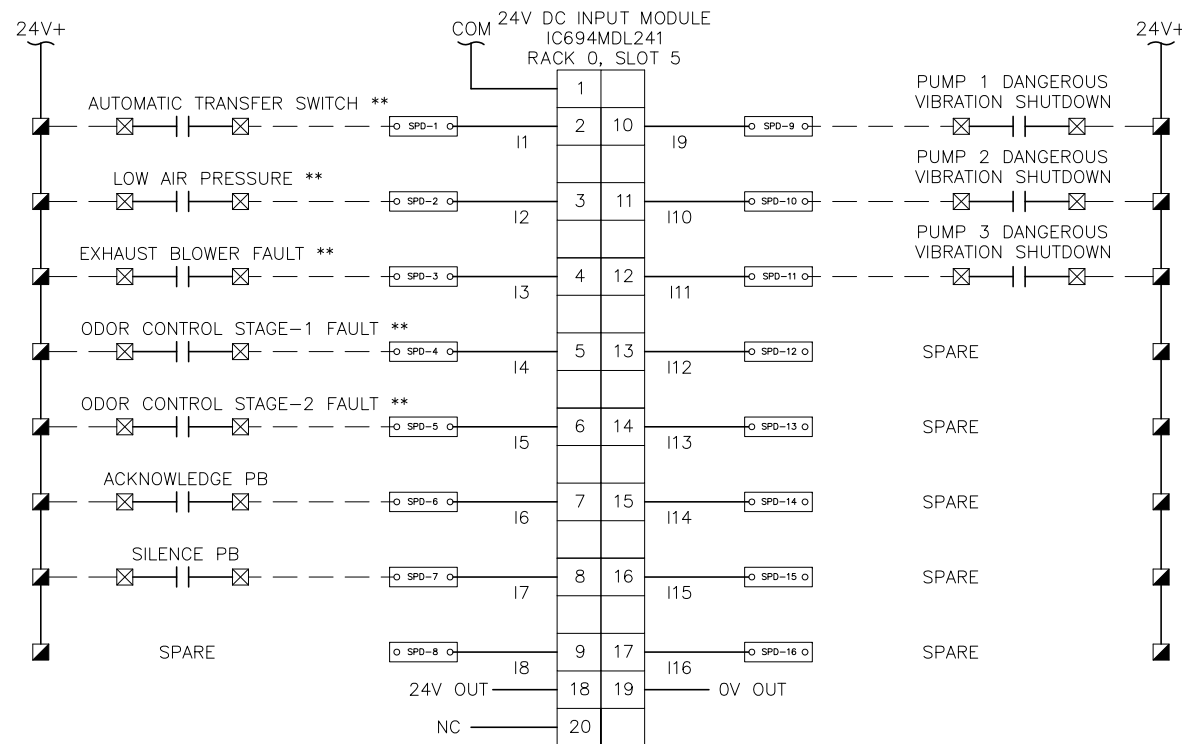 24V+
COM
24V DC INPUT MODULE
IC694MDL241
RACK 0, SLOT 5
24V+
1
AUTOMATIC TRANSFER SWITCH **
SPD-1
I1
2
10
I9
SPD-9
PUMP 1 DANGEROUS
VIBRATION SHUTDOWN
LOW AIR PRESSURE **
SPD-2
I2
3
11
I10
SPD-10
PUMP 2 DANGEROUS
VIBRATION SHUTDOWN
EXHAUST BLOWER FAULT **
SPD-3
I3
4
12
I11
SPD-11
PUMP 3 DANGEROUS
VIBRATION SHUTDOWN
ODOR CONTROL STAGE-1 FAULT **
SPD-4
I4
5
13
I12
SPD-12
SPARE
ODOR CONTROL STAGE-2 FAULT **
SPD-5
I5
6
14
I13
SPD-13
SPARE
ACKNOWLEDGE PB
SPD-6
I6
7
15
I14
SPD-14
SPARE
SILENCE PB
SPD-7
I7
8
16
I15
SPD-15
SPARE
SPARE
SPD-8
I8
9
17
I16
SPD-16
SPARE
24V OUT
18
19
0V OUT
NC
20